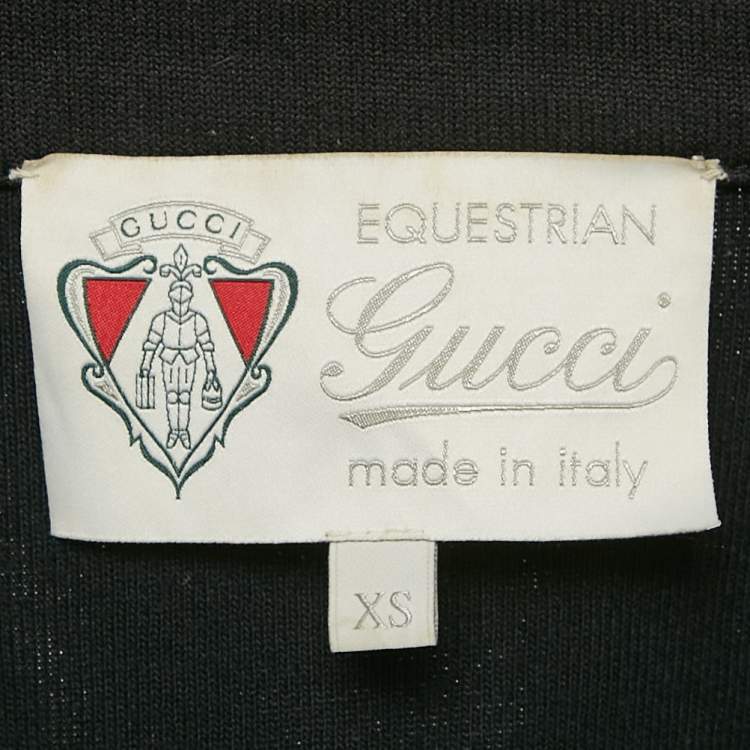 GUCCI
EQUESTRIAN
Gucci
made in italy
XS